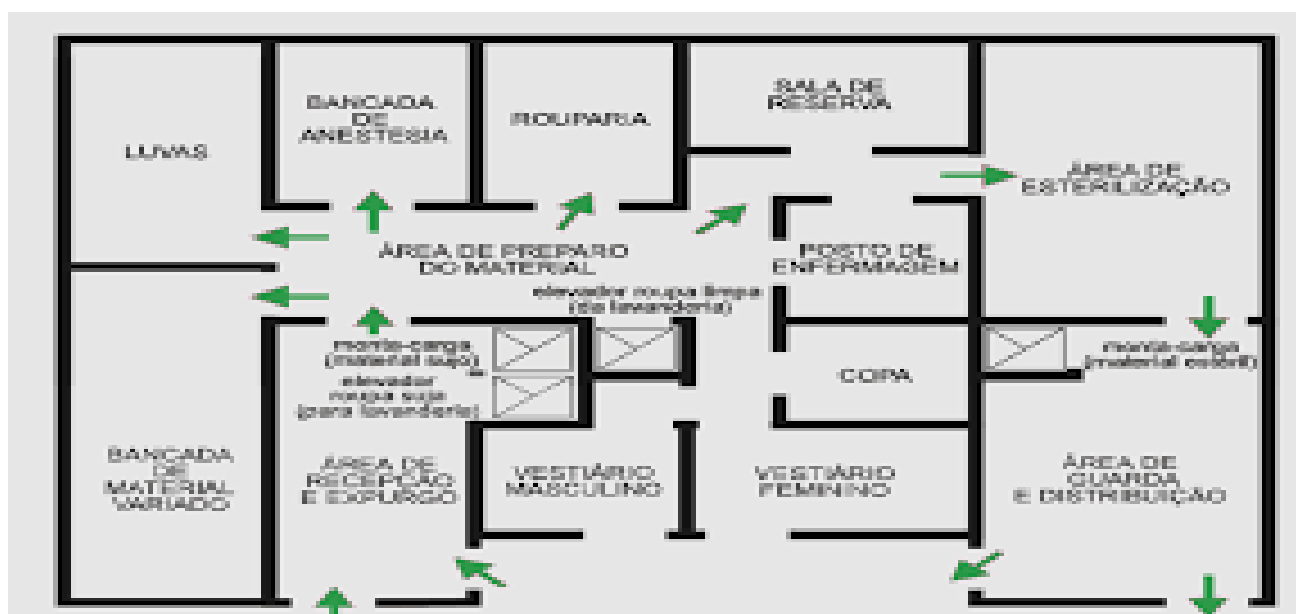 LUVAS
BANCADA
DE
ANESTESIA
ROUPARIA
SALA DE
RESERVA
ÁREA DE
ESTERILIZAÇÃO
ÁREA DE PREPARO
DO MATERIAL
POSTO DE
ENFERMAGEM
elevador roupa limpa
(da lavanderia)
monta-carga
(material sujo)
elevador
roupa suja
(para lavanderia)
COPA
monta-carga
(material estéril)
BANCADA
DE
MATERIAL
VARIADO
ÁREA DE
RECEPÇÃO
E EXPURGO
VESTIÁRIO
MASCULINO
VESTIÁRIO
FEMININO
ÁREA DE
GUARDA
E DISTRIBUIÇÃO